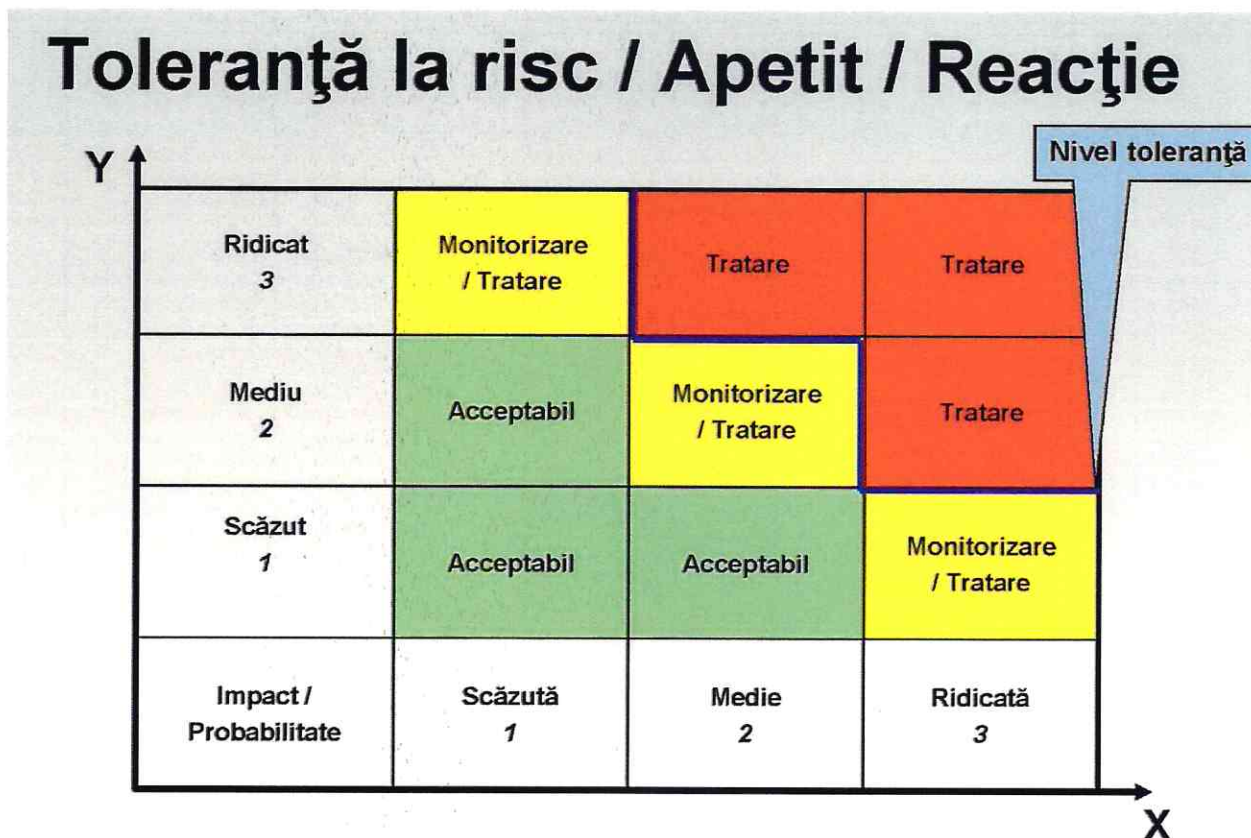 Toleranţă la risc / Apetit / Reacţie
Nivel toleranţă
Y
Ridicat
3
Monitorizare
/ Tratare
Tratare
Tratare
Mediu
2
Acceptabil
Monitorizare
/ Tratare
Tratare
Scăzut
1
Acceptabil
Acceptabil
Monitorizare
/ Tratare
Impact /
Probabilitate
Scăzută
1
Medie
2
Ridicată
3
X